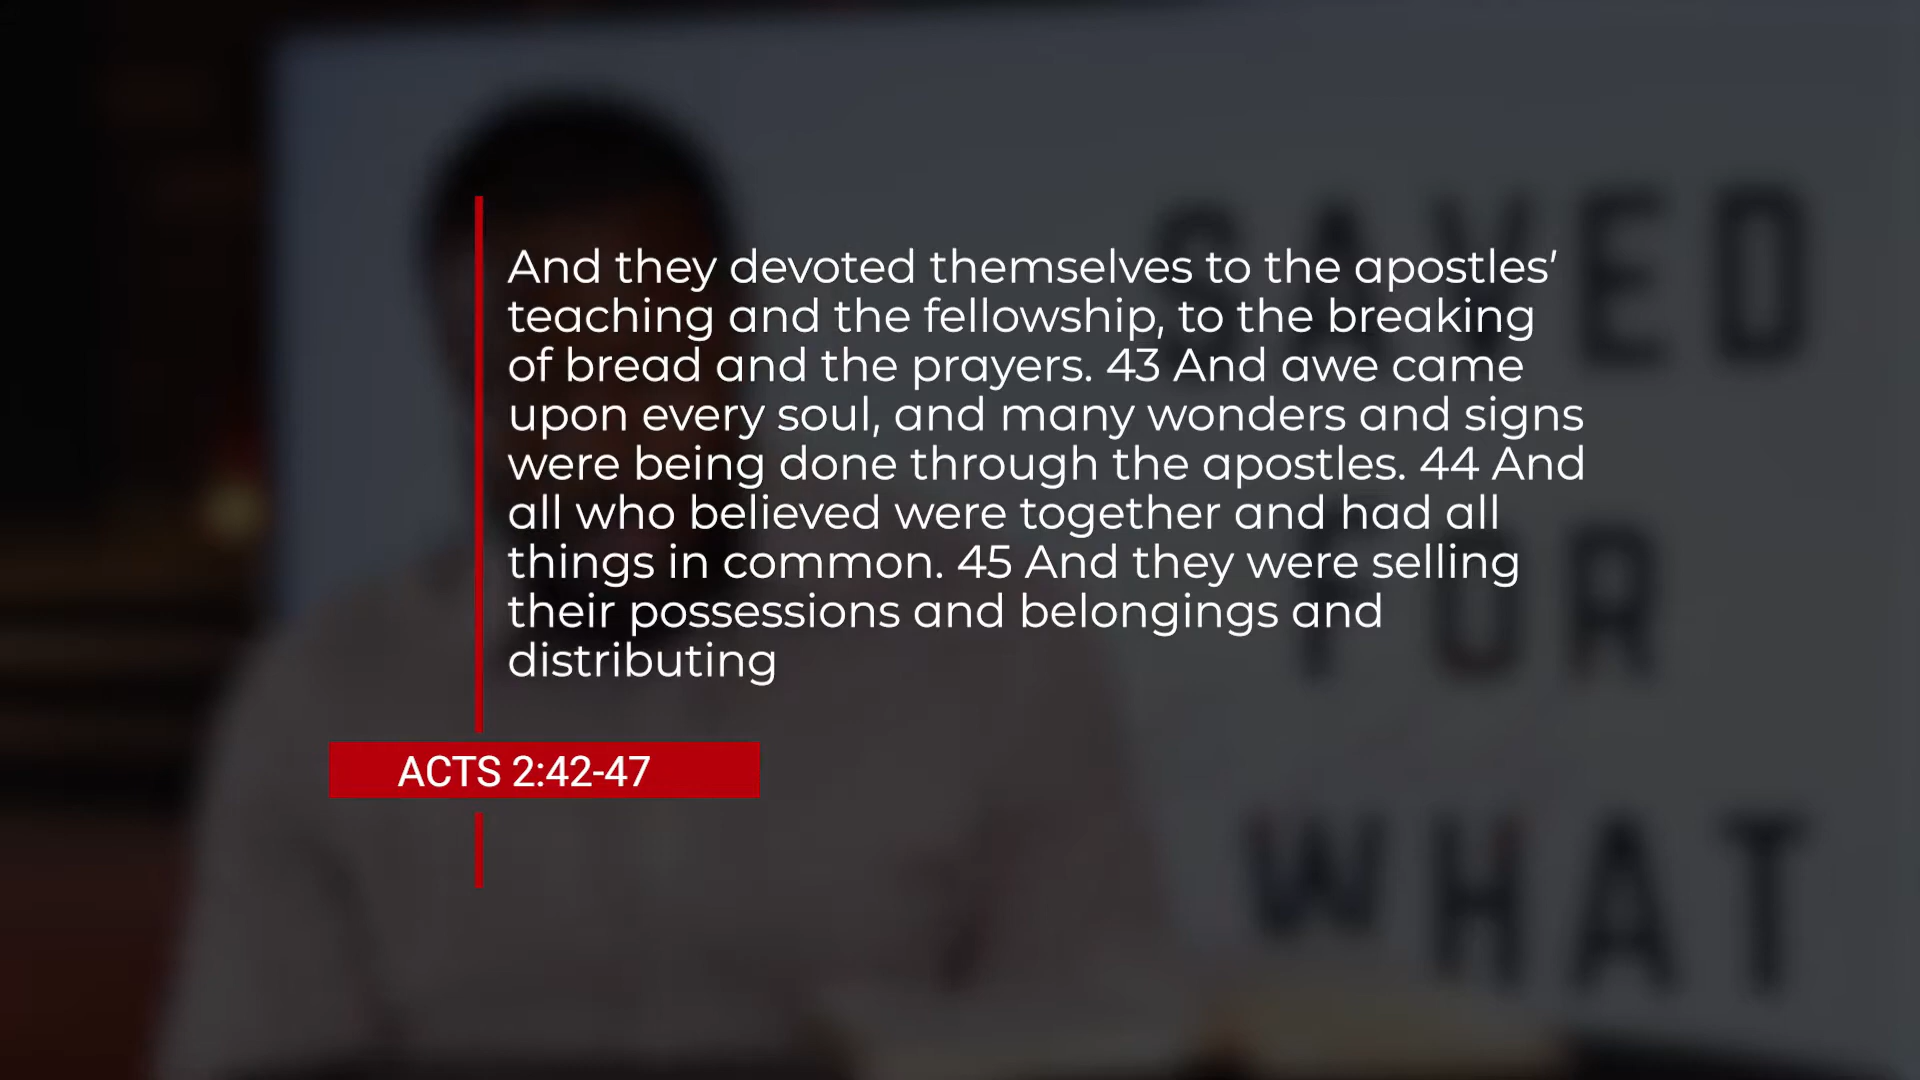 And they devoted themselves to the apostles’
teaching and the fellowship, to the breaking
of bread and the prayers. 43 And awe came
upon every soul, and many wonders and signs
were being done through the apostles. 44 And
all who believed were together and had all
things in common. 45 And they were selling
their possessions and belongings and
distributing
ACTS 2:42-47
SAVED
FOR
WHAT